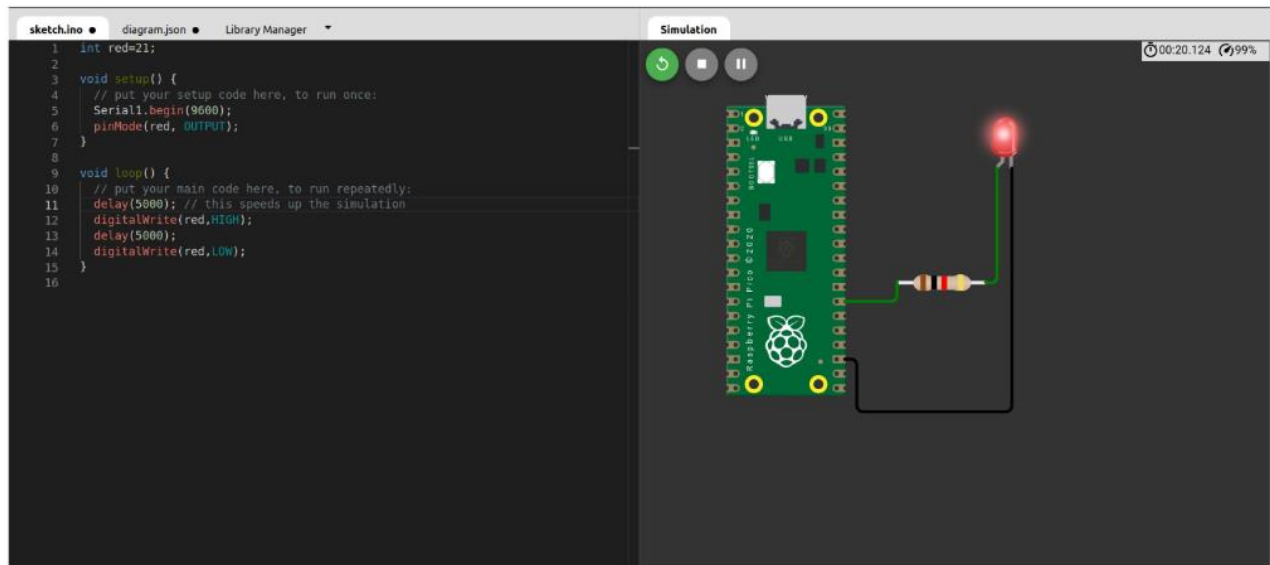 sketch.ino ● diagram.json ● Library Manager
1 int red=21;
2
3 void setup() {
4 // put your setup code here, to run once:
5 Serial1.begin(9600);
6 pinMode(red, OUTPUT);
7 }
8
9 void loop() {
10 // put your main code here, to run repeatedly:
11 delay(5000); // this speeds up the simulation
12 digitalWrite(red,HIGH);
13 delay(5000);
14 digitalWrite(red,LOW);
15 }
16
Simulation
00:20.124 99%
LED USB
BOOTSEL
Raspberry Pi Pico ©2020